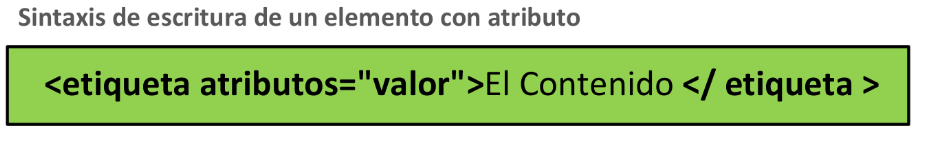 Sintaxis de escritura de un elemento con atributo
<etiqueta atributos="valor">El Contenido </ etiqueta >